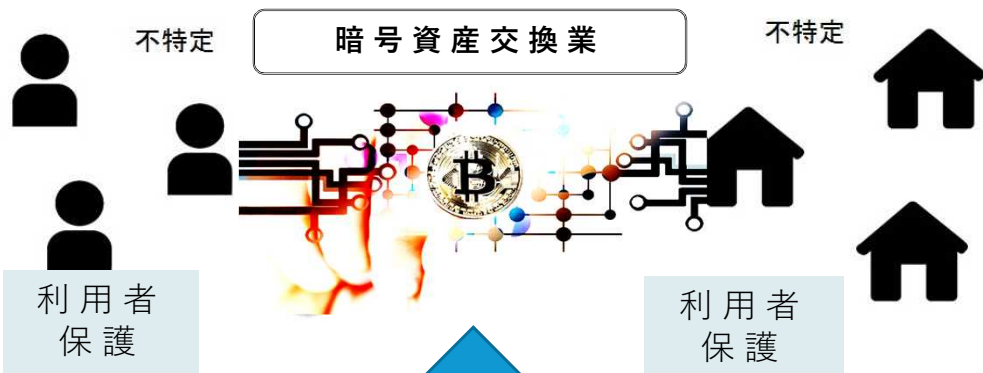 不特定
暗号資産交換業
不特定
利用者
保護
利用者
保護